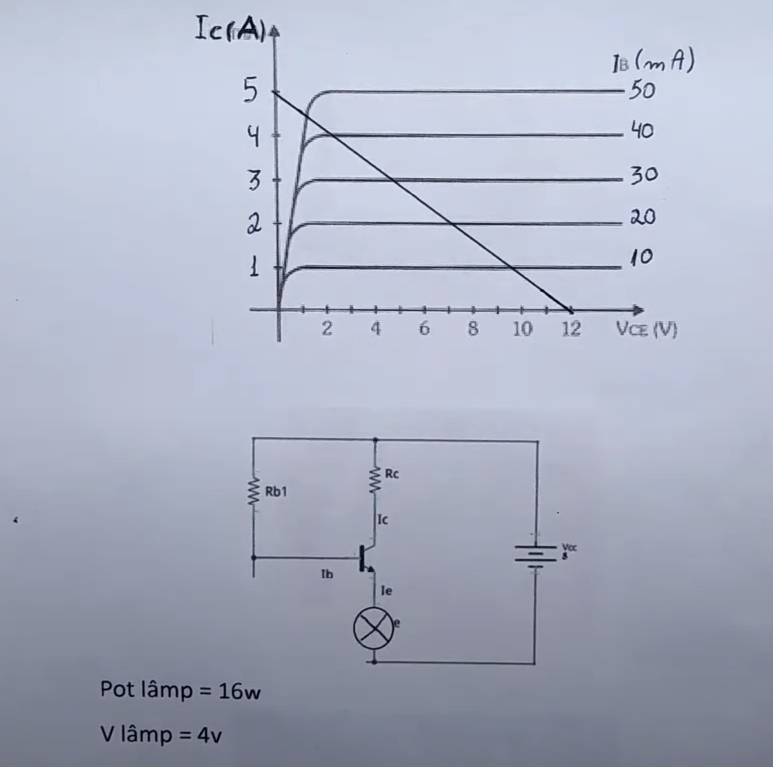 Ic(A)
IB (mA)
5
50
4
40
3
30
2
20
1
10
2 4 6 8 10 12 VCE (V)
Rb1
Rc
Ic
Vcc
Ib
Ie
e
Pot lâmp = 16w
V lâmp = 4v